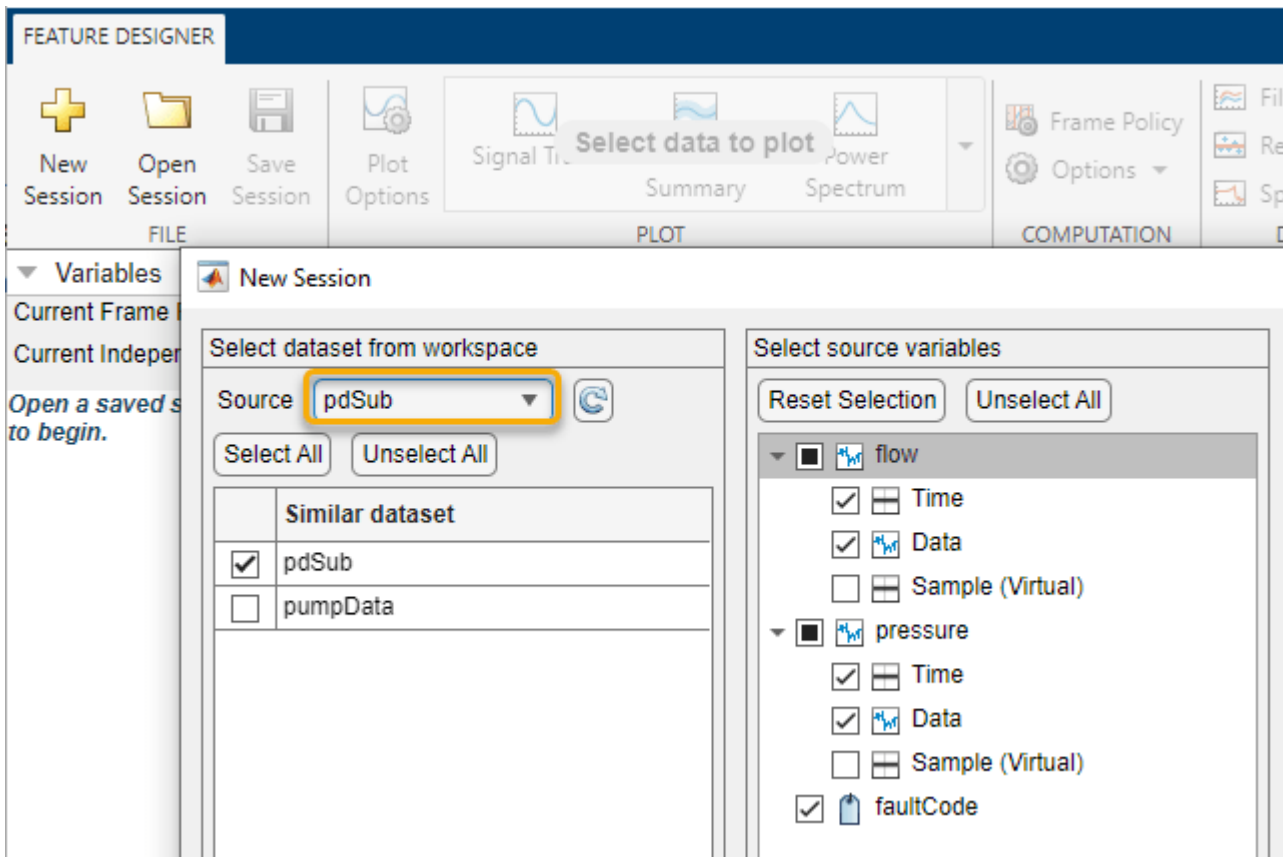 FEATURE DESIGNER
New Session
Open Session
Save Session
Plot Options
Signal Tr
Select data to plot
Summary
Power Spectrum
Frame Policy
Options
Fil
Re
Sp
FILE
PLOT
COMPUTATION
Variables
Current Frame
Current Indeper
Open a saved s
to begin.
New Session
Select dataset from workspace
Source pdSub
Select All Unselect All
Similar dataset
pdSub
pumpData
Select source variables
Reset Selection Unselect All
flow
Time
Data
Sample (Virtual)
pressure
Time
Data
Sample (Virtual)
faultCode